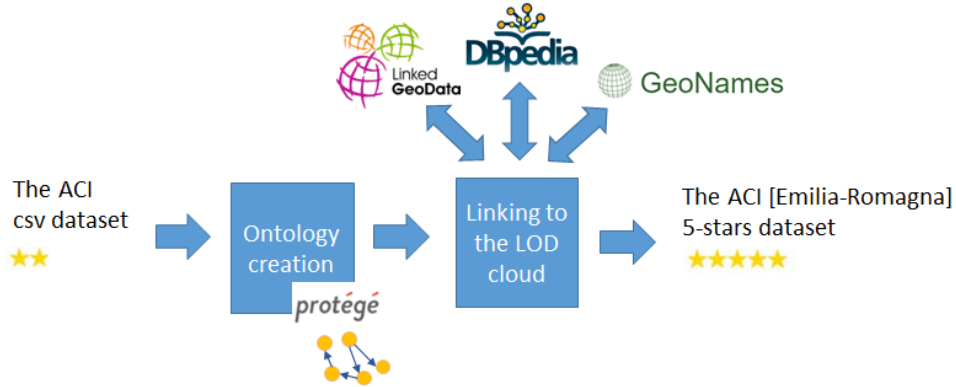 DBpedia
Linked
GeoData
GeoNames
The ACI
csv dataset
Ontology
creation
protégé
Linking to
the LOD
cloud
The ACI [Emilia-Romagna]
5-stars dataset